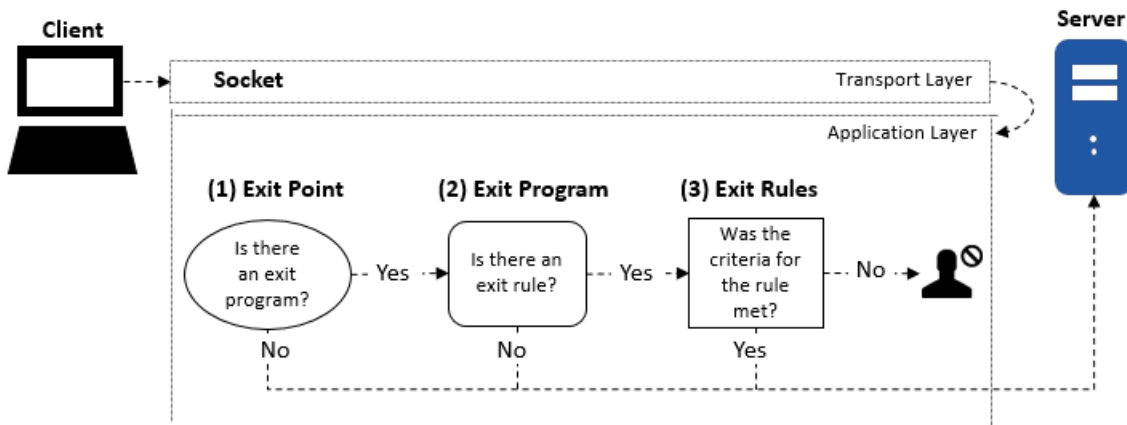 Client
Server
Socket
Transport Layer
Application Layer
(1) Exit Point
(2) Exit Program
(3) Exit Rules
Is there
an exit
program?
Yes
Is there an
exit rule?
Yes
Was the
criteria for
the rule
met?
No
No
No
Yes